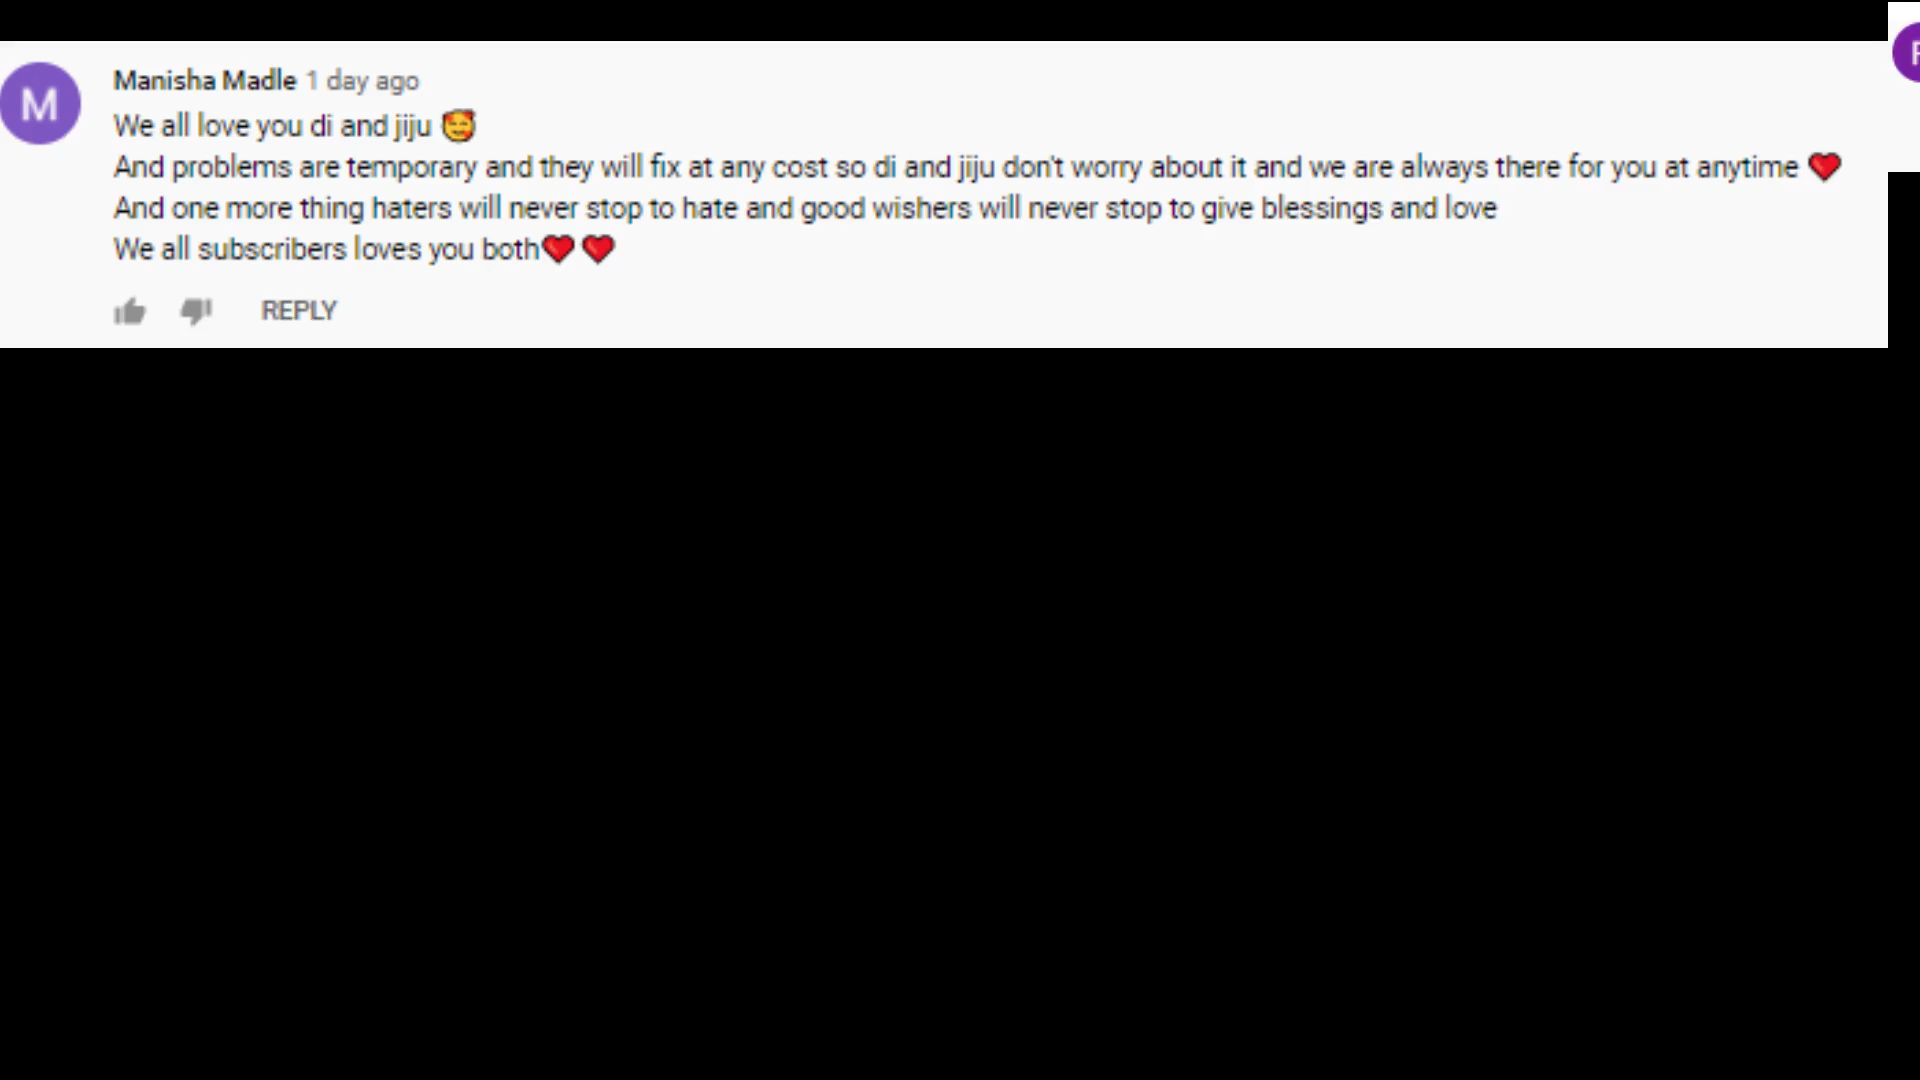 M
Manisha Madle 1 day ago
We all love you di and jiju 🥰
And problems are temporary and they will fix at any cost so di and jiju don't worry about it and we are always there for you at anytime ❤️
And one more thing haters will never stop to hate and good wishers will never stop to give blessings and love
We all subscribers loves you both❤️❤️
REPLY